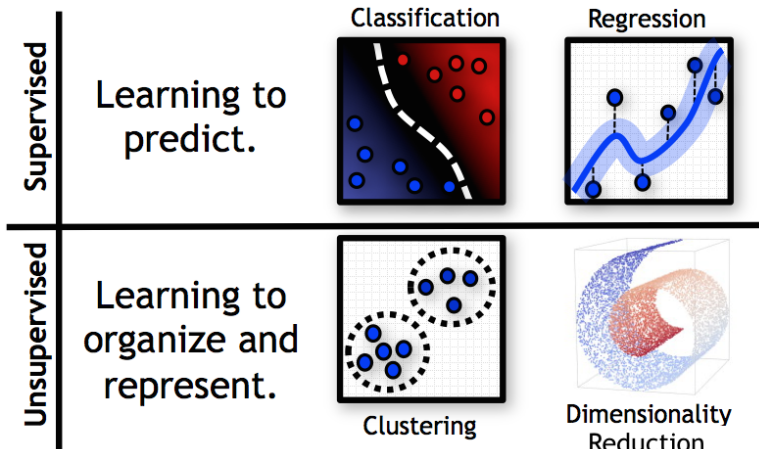 Classification
Regression
Supervised
Learning to
predict.
Unsupervised
Learning to
organize and
represent.
Clustering
Dimensionality
Reduction